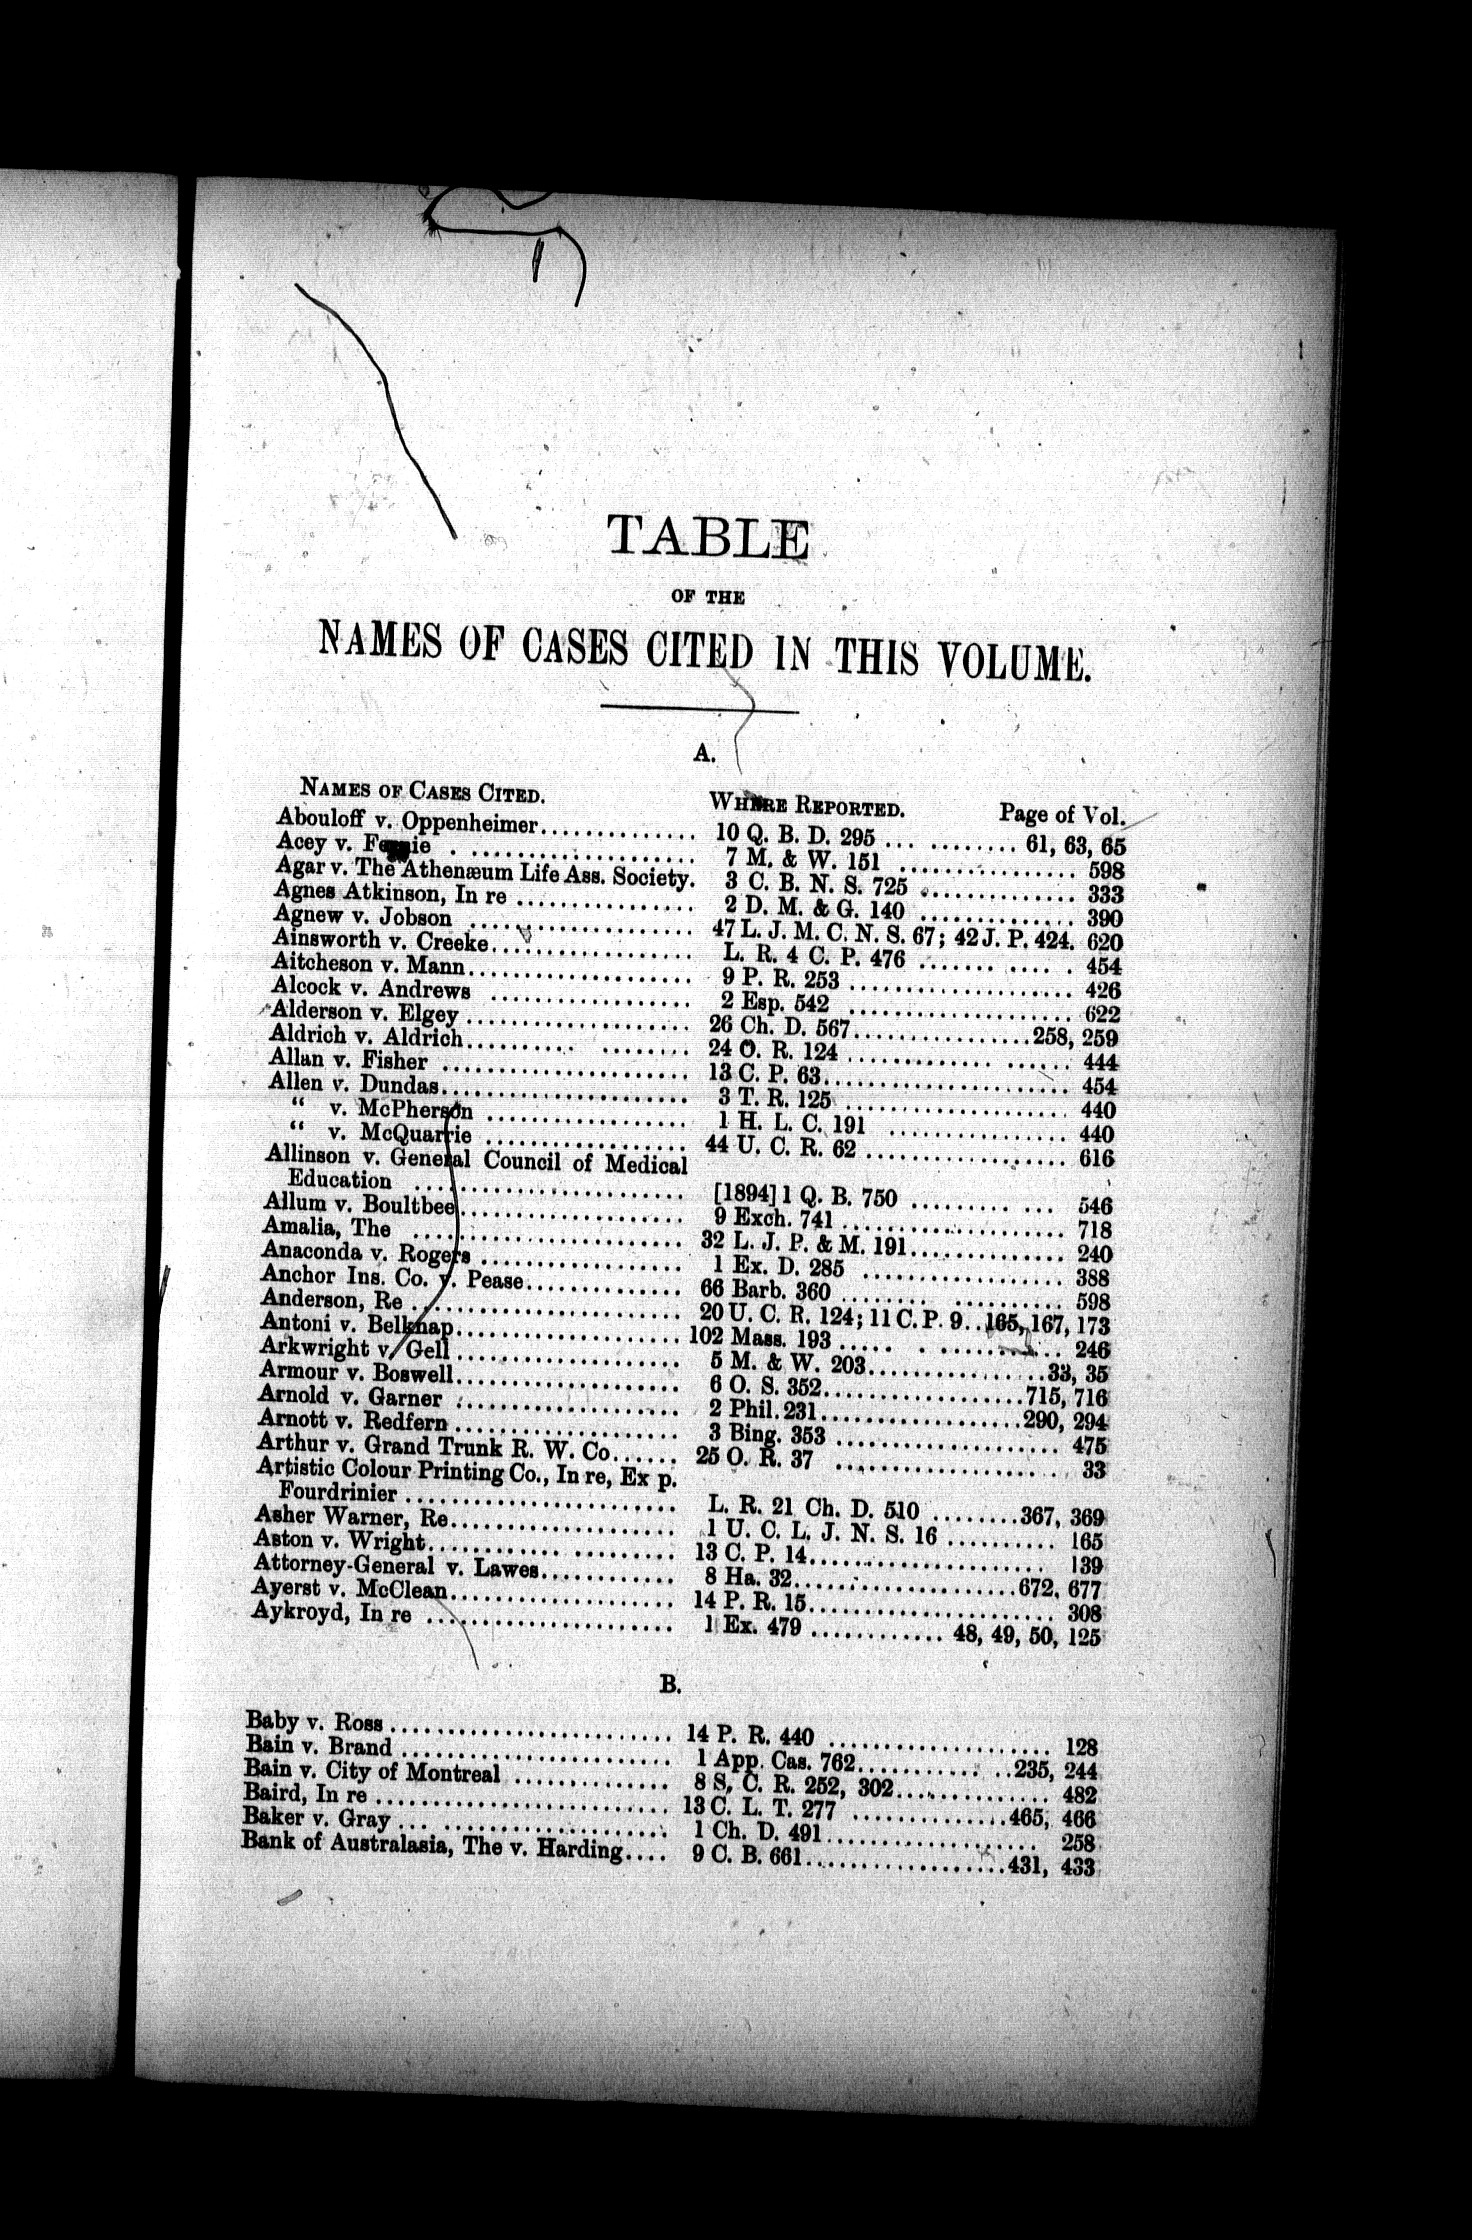 TABLE
OF THE
NAMES OF CASES CITED IN THIS VOLUME.
A.
NAMES OF CASES CITED. WHERE REPORTED. Page of Vol.
Abouloff v. Oppenheimer............. 10 Q. B. D. 295 ... ........ 61, 63, 65
Acey v. . .................... 7 M. & W. 151 ................ 598
Agar v. The Athenæum Life Ass. Society. 3 C. B. N. S. 725 .............. 333
Agnes Atkinson, In re ............... 2 D. M. & G. 140 .............. 390
Agnew v. Jobson .................... 47 L. J. M. C. N. S. 67; 42 J. P. 424. 620
Ainsworth v. Creeke................. L. R. 4 C. P. 476 ....... .... . 454
Aitcheson v. Mann.................... 9 P. R. 253 .................... 426
Alcock v. Andrews .................. 2 Esp. 542 .................... 622
Alderson v. Elgey .................... 26 Ch. D. 567................258, 259
Aldrich v. Aldrich.......... ........ 24 O. R. 124 ............. ...... 444
Allan v. Fisher ...................... 13 C. P. 63...................... 454
Allen v. Dundas...................... 3 T. R. 125 .................... 440
“ v. McPherson .................. 1 H. L. C. 191 ................ 440
“ v. McQuarrie .................. 44 U. C. R. 62 .................. 616
Allinson v. General Council of Medical
Education ........................ [1894] 1 Q. B. 750 ......... ... 546
Allum v. Boultbee.................... 9 Exch. 741 .................... 718
Amalia, The ........................ 32 L. J. P. & M. 191.............. 240
Anaconda v. Rogers .................. 1 Ex. D. 285 .................. 388
Anchor Ins. Co. v. Pease.............. 66 Barb. 360 ........ .......... 598
Anderson, Re ........................ 20 U. C. R. 124; 11 C. P. 9..165, 167, 173
Antoni v. Belknap.................... 102 Mass. 193 ..... . ............ 246
Arkwright v. Gell .................... 5 M. & W. 203................33, 35
Armour v. Boswell.................... 6 O. S. 352..................715, 716
Arnold v. Garner .................... 2 Phil. 231..................290, 294
Arnott v. Redfern .................... 3 Bing. 353 .................... 475
Arthur v. Grand Trunk R. W. Co...... 25 O. R. 37 .................. . . 33
Artistic Colour Printing Co., In re, Ex p.
Fourdrinier ........................ L. R. 21 Ch. D. 510 ........367, 369
Asher Warner, Re.................... 1 U. C. L. J. N. S. 16 .......... 165
Aston v. Wright............. ......... 13 C. P. 14...................... 139
Attorney-General v. Lawes............ 8 Ha. 32......................672, 677
Ayerst v. McClean.................... 14 P. R. 15...................... 308
Aykroyd, In re ...................... 1 Ex. 479 ............ 48, 49, 50, 125
B.
Baby v. Ross ........................ 14 P. R. 440 .................... 128
Bain v. Brand ........................ 1 App. Cas. 762........... . ..235, 244
Bain v. City of Montreal .............. 8 S. C. R. 252, 302.............. 482
Baird, In re .......................... 13 C. L. T. 277 ..............465, 466
Baker v. Gray ... .................... 1 Ch. D. 491.................... 258
Bank of Australasia, The v. Harding.... 9 C. B. 661....................431, 433